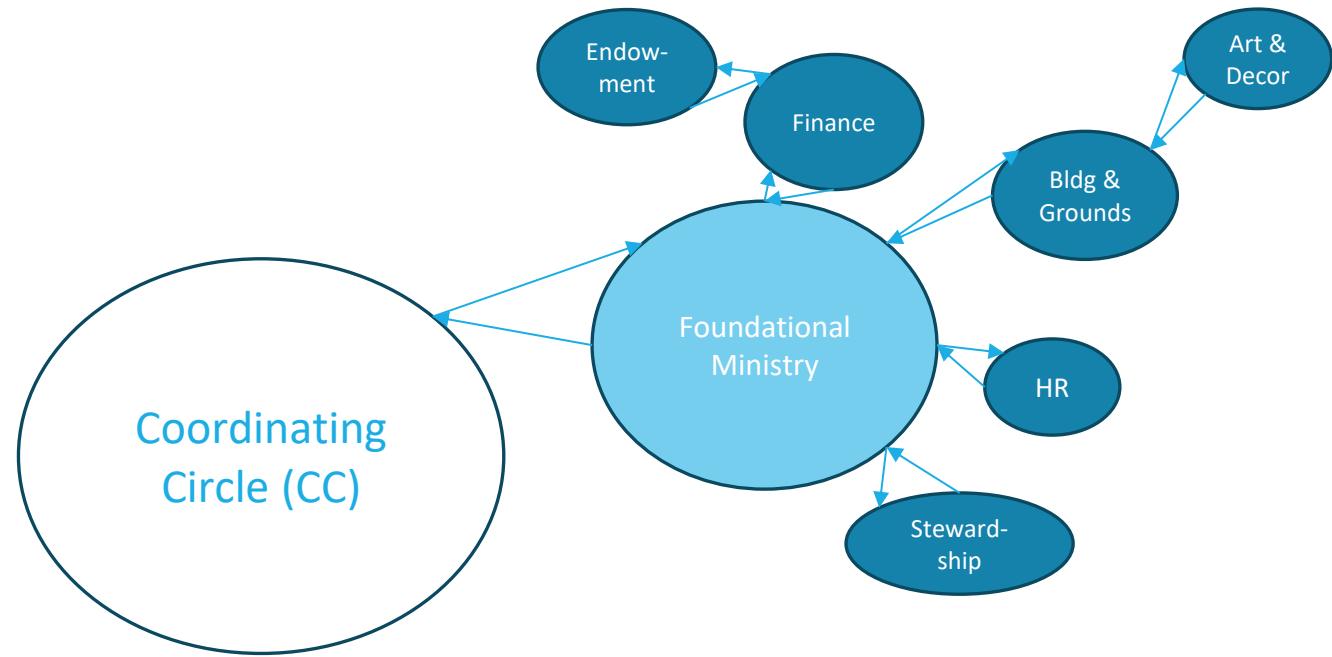 Endow-
ment
Finance
Art &
Decor
Bldg &
Grounds
Foundational
Ministry
HR
Coordinating
Circle (CC)
Steward-
ship